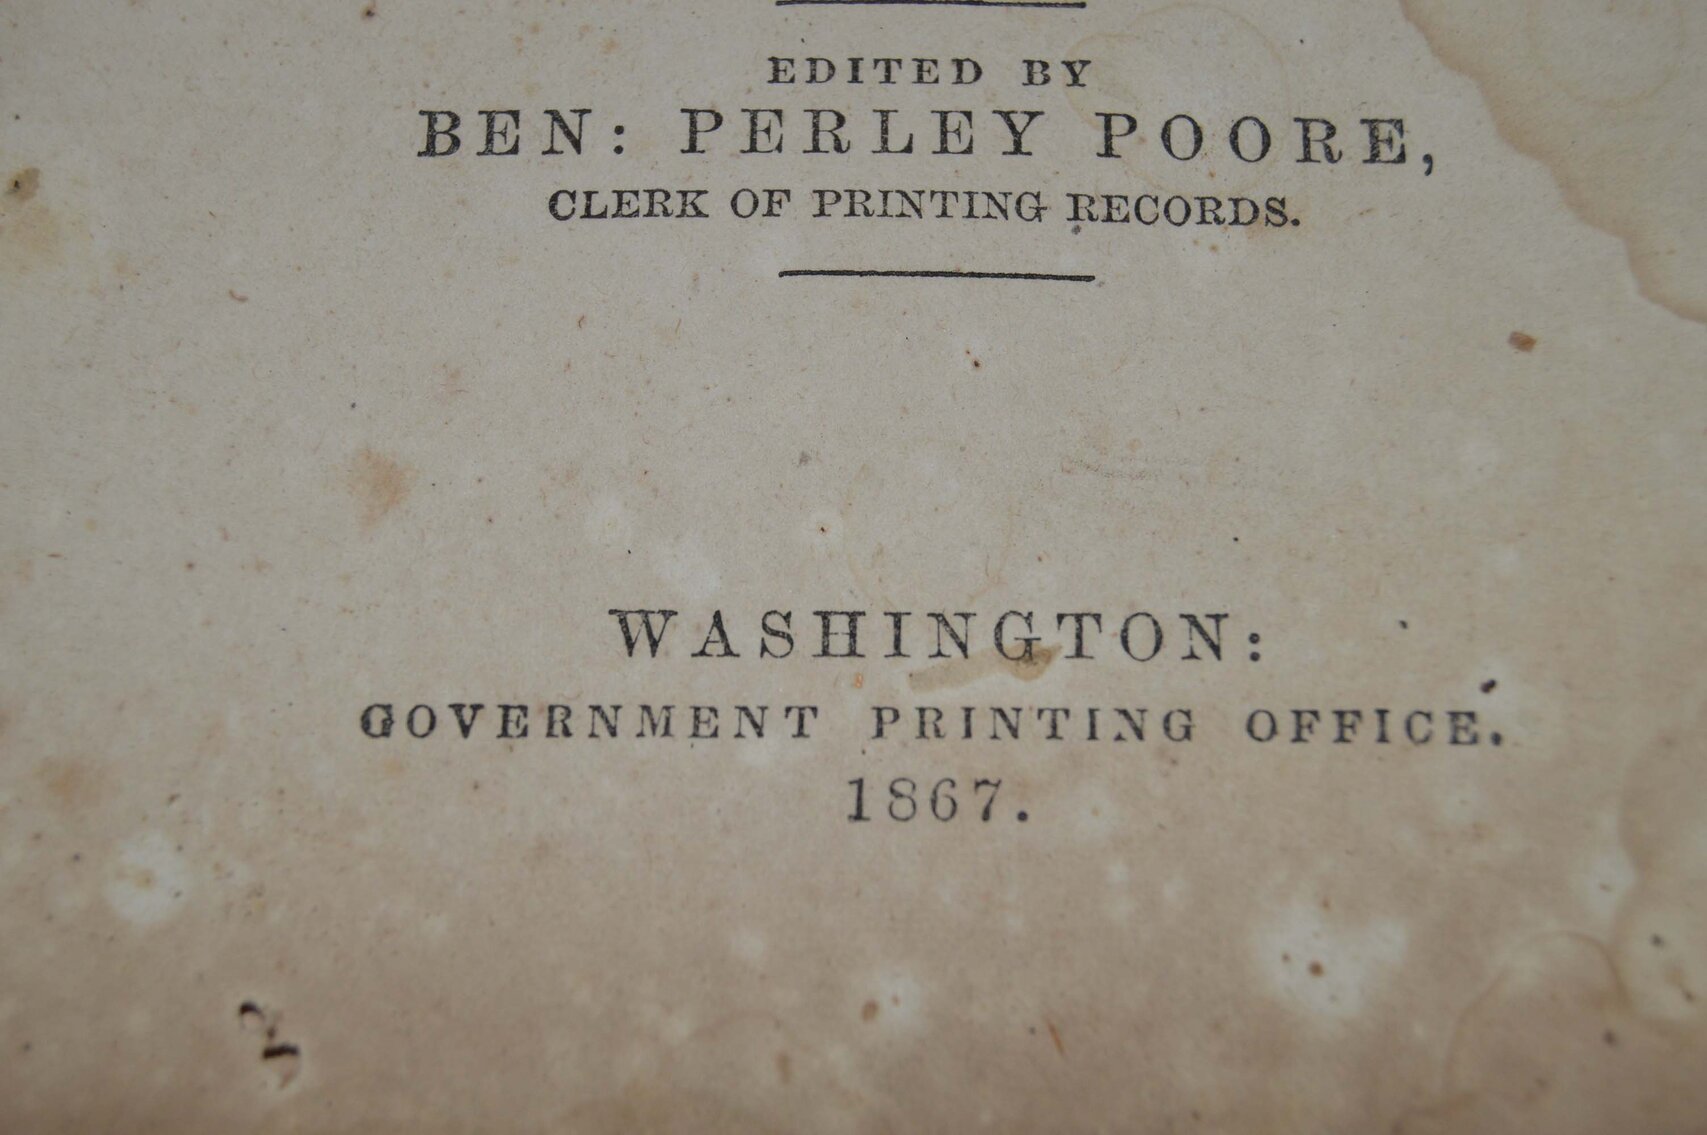 EDITED BY
BEN: PERLEY POORE,
CLERK OF PRINTING RECORDS.
WASHINGTON:
GOVERNMENT PRINTING OFFICE.
1867.